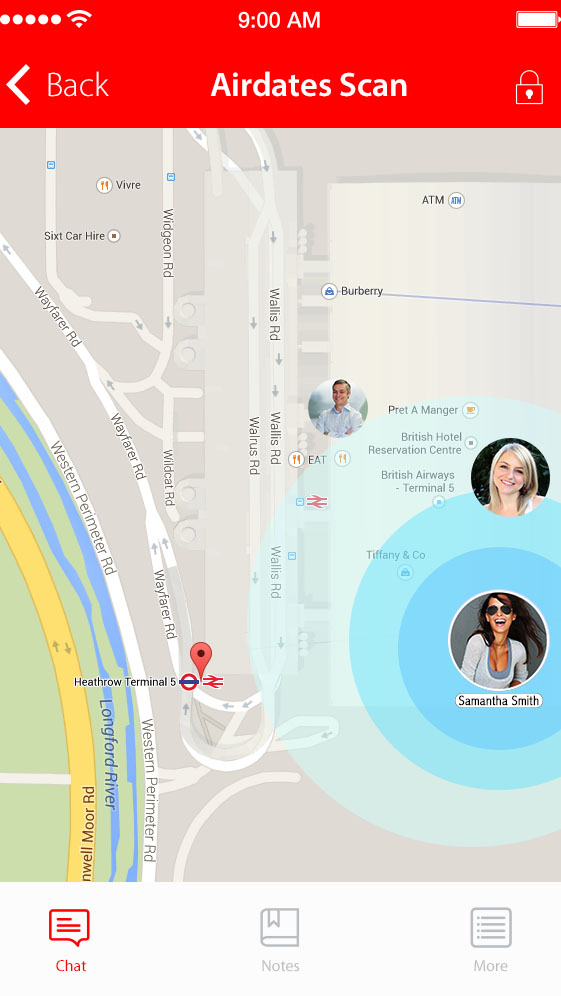 9:00 AM
Back
Airdates Scan
Vivre
ATM
ATM
Sixt Car Hire
Widgeon Rd
Burberry
Wayfarer Rd
Wallis Rd
Pret A Manger
Wayfarer Rd
Walrus Rd
Wallis Rd
British Hotel
Reservation Centre
EAT
Western Perimeter Rd
Wildcat Rd
British Airways
- Terminal 5
Wayfarer Rd
Wallis Rd
Tiffany & Co
Heathrow Terminal 5
Samantha Smith
Longford River
Western Perimeter Rd
nwell Moor Rd
Chat
Notes
More